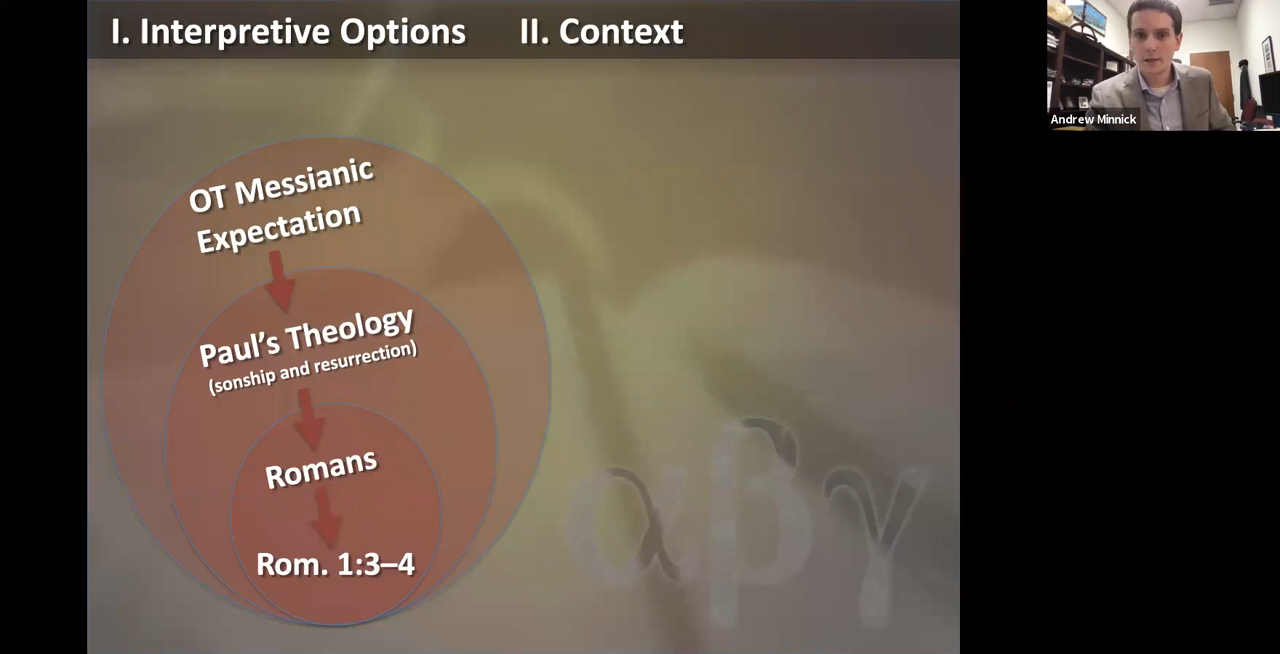 I. Interpretive Options II. Context
Andrew Minnick
OT Messianic
Expectation
Paul's Theology
(sonship and resurrection)
Romans
Rom. 1:3–4
αβγ